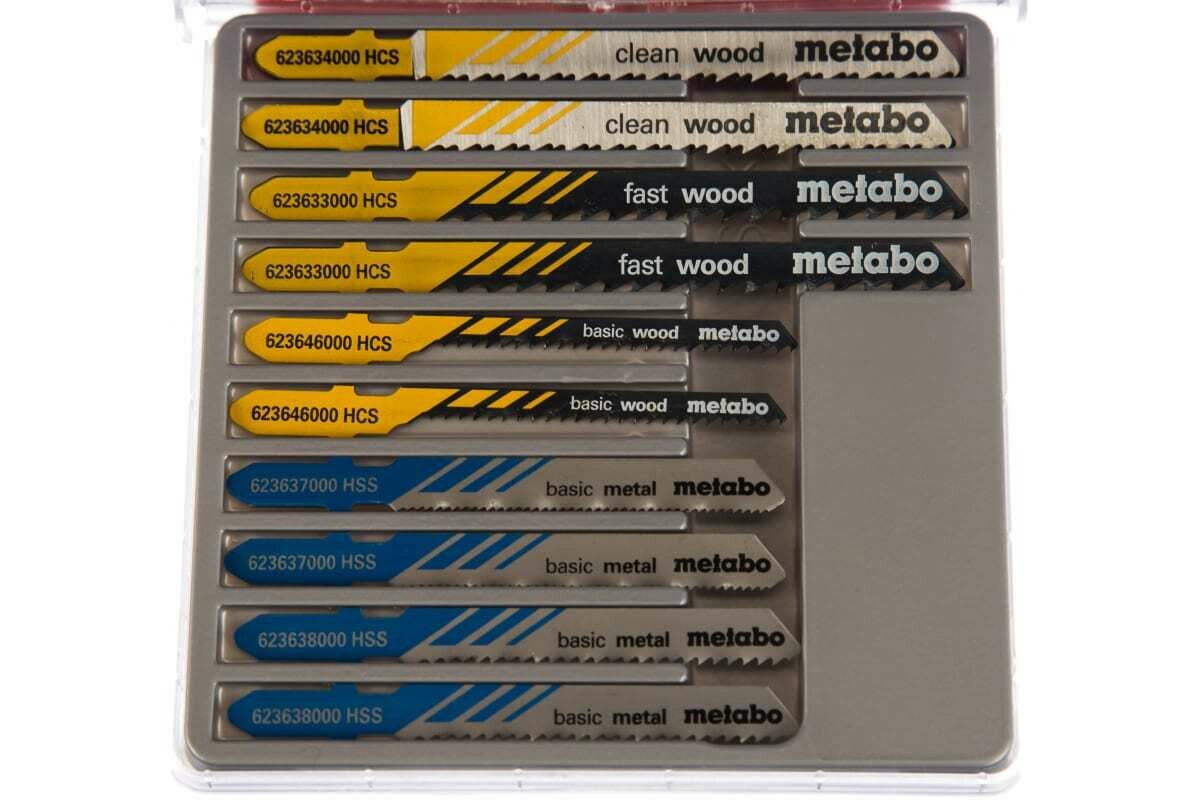 623634000 HCS clean wood metabo
623634000 HCS clean wood metabo
623633000 HCS fast wood metabo
623633000 HCS fast wood metabo
623646000 HCS basic wood metabo
623646000 HCS basic wood metabo
623637000 HSS basic metal metabo
623637000 HSS basic metal metabo
623638000 HSS basic metal metabo
623638000 HSS basic metal metabo